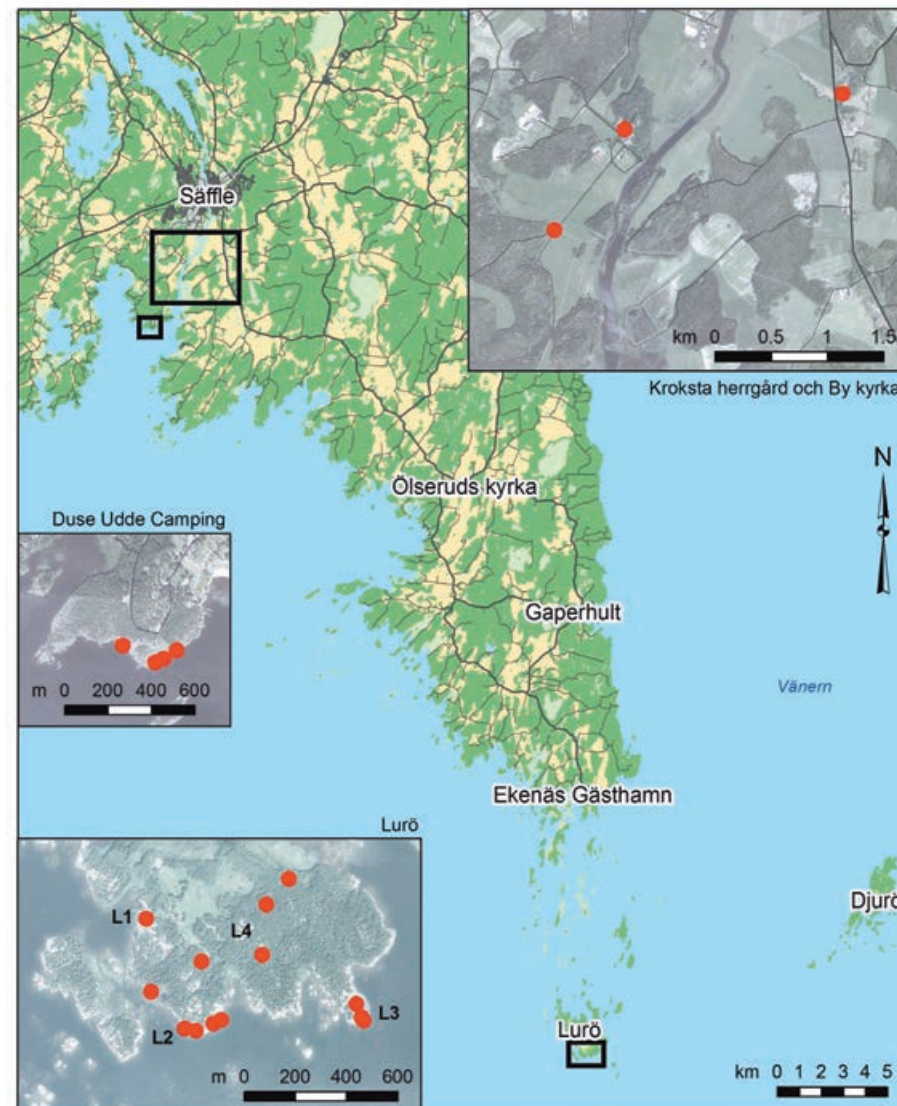 Säffle
km 0 0.5 1 1.5
Kroksta herrgård och By kyrka
N
Ölseruds kyrka
Duse Udde Camping
m 0 200 400 600
Gaperhult
Vänern
Ekenäs Gästhamn
Lurö
L1
L4
L2
L3
m 0 200 400 600
Djurö
Lurö
km 0 1 2 3 4 5